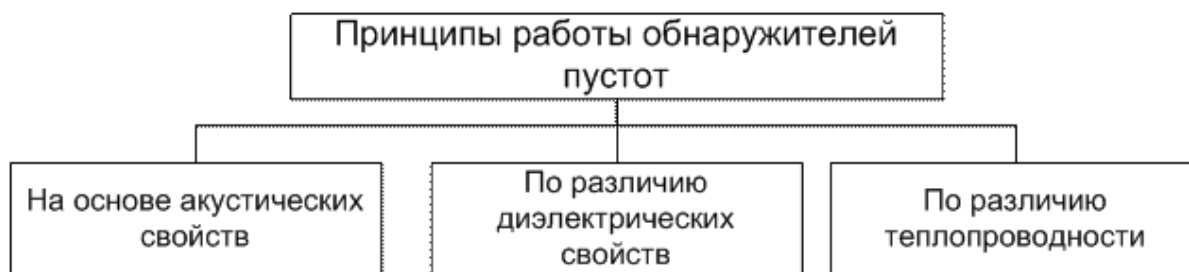 Принципы работы обнаружителей
пустот
На основе акустических
свойств
По различию
диэлектрических
свойств
По различию
теплопроводности